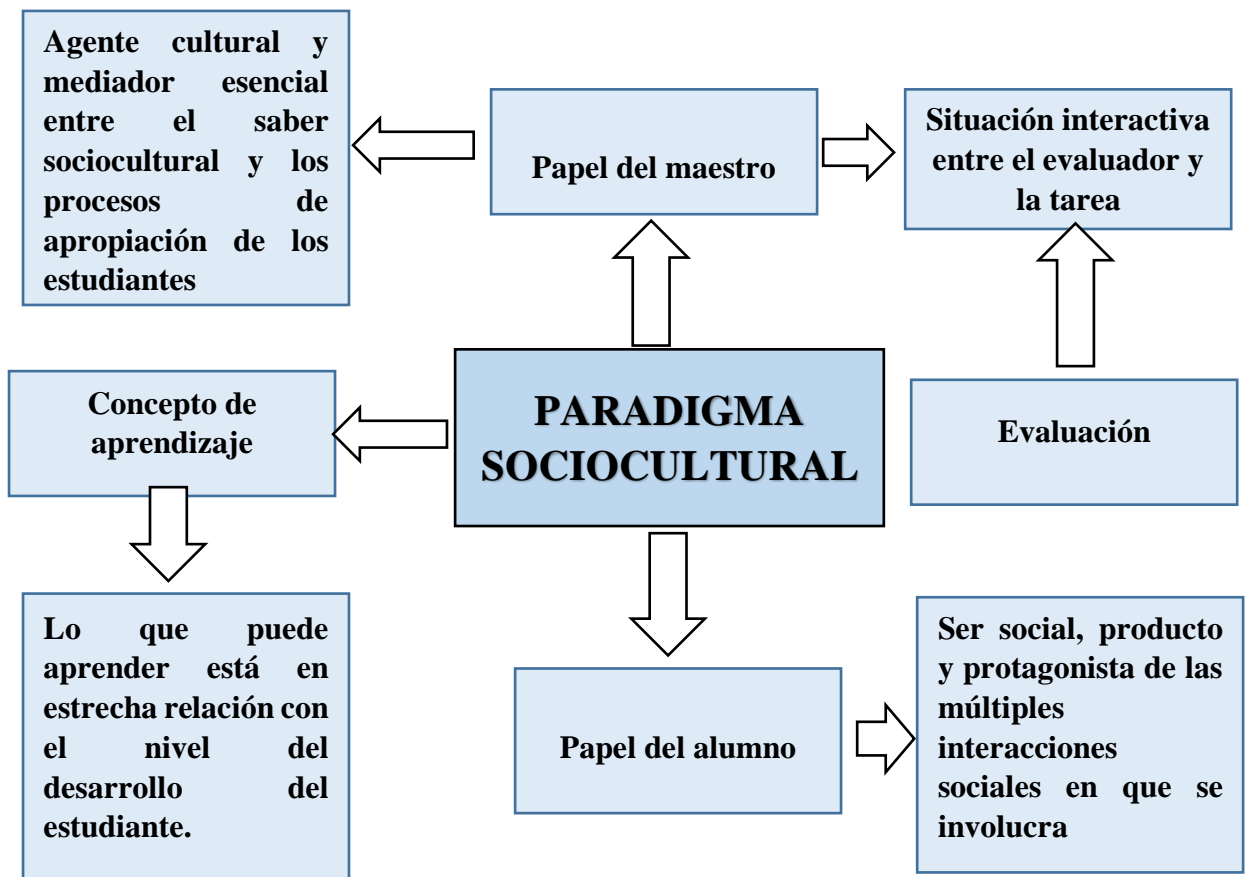 Agente cultural y
mediador esencial
entre el saber
sociocultural y los
procesos de
apropiación de los
estudiantes
Papel del maestro
Situación interactiva
entre el evaluador y
la tarea
Concepto de
aprendizaje
PARADIGMA
SOCIOCULTURAL
Evaluación
Lo que puede
aprender está en
estrecha relación con
el nivel del
desarrollo del
estudiante.
Papel del alumno
Ser social, producto
y protagonista de las
múltiples
interacciones
sociales en que se
involucra